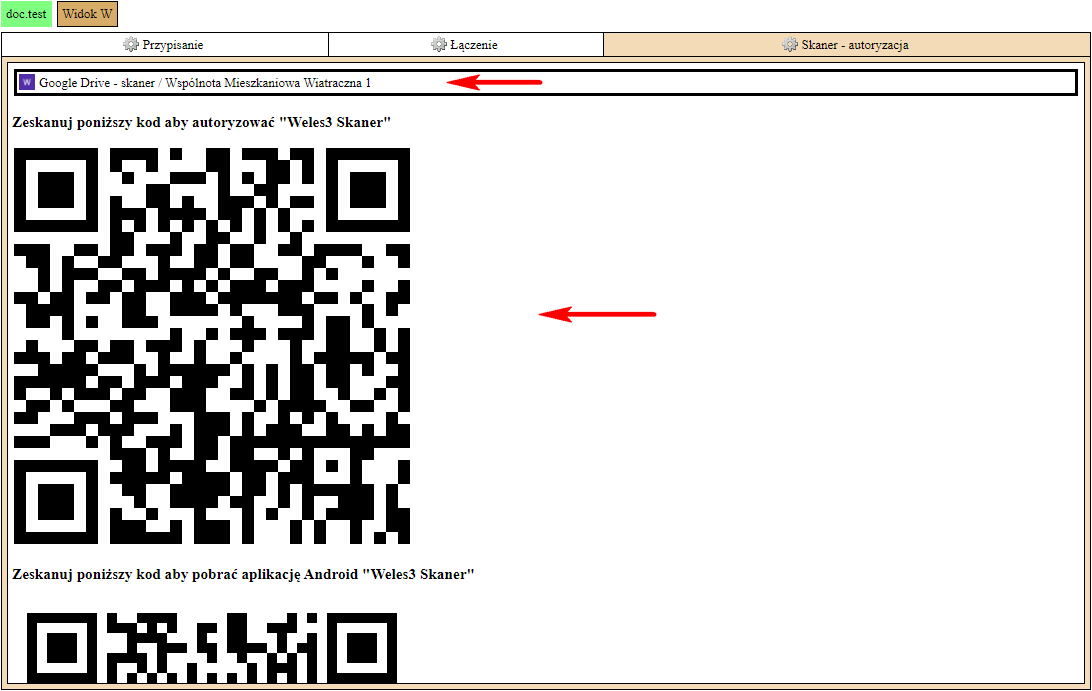 doc.test Widok W
Przypisanie Łączenie Skaner - autoryzacja
W Google Drive - skaner / Wspólnota Mieszkaniowa Wiatraczna 1
Zeskanuj poniższy kod aby autoryzować "Weles3 Skaner"
Zeskanuj poniższy kod aby pobrać aplikację Android "Weles3 Skaner"